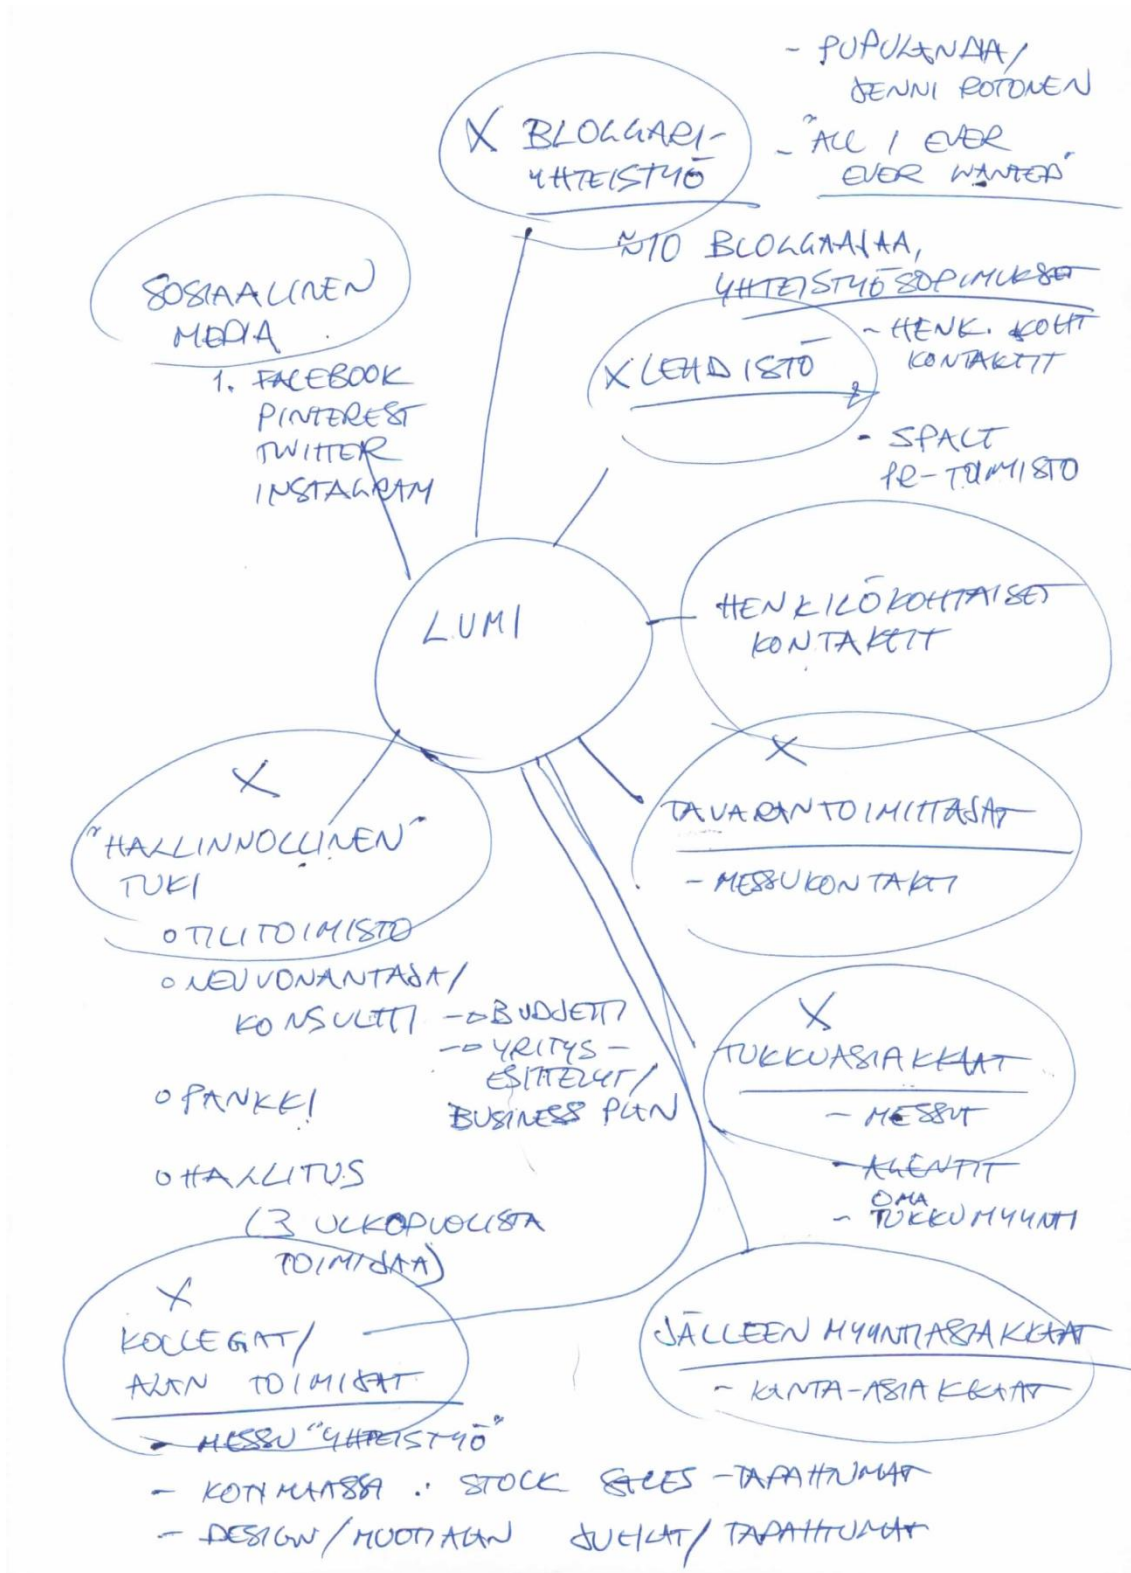 - PUPULANDIA/
JENNI ROTONEN
- "ALL I EVER
EVER WANTED"
X BLOGGARI-
YHTEISTYÖ
≈10 BLOGGAAJAA,
YHTEISTYÖSOPIMUKSET
SOSIAALINEN
MEDIA
1. FACEBOOK
PINTEREST
TWITTER
INSTAGRAM
X LEHDISTÖ
- HENK. KOHT
KONTAKTIT
- SPALT
PR-TOIMISTO
LUMI
HENKILÖKOHTAISET
KONTAKTIT
X
TAVARANTOIMITTAJAT
- MESSUKONTAKTI
X
"HALLINNOLLINEN"
TUKI
o TILITOIMISTO
o NEUVONANTAJA/
KONSULTTI → BUDJETTI
→ YRITYS-
ESITTELYT/
BUSINESS PLAN
o PANKKI
o HALLITUS
(3 ULKOPUOLISTA
TOIMIJAA)
X
TUKKUASIAKKAAT
- MESSUT
- AGENTIT
OMA
- TUKKUMYYNTI
JÄLLEEN MYYNTIASIAKKAAT
- KANTA-ASIAKKAAT
X
KOLLEGAT/
ALAN TOIMIJAT
- MESSU "YHTEISTYÖ"
- KOTIMAASSA : STOCK SALES -TAPAHTUMAT
- DESIGN/MUOTIALAN JUHLAT/TAPAHTUMAT